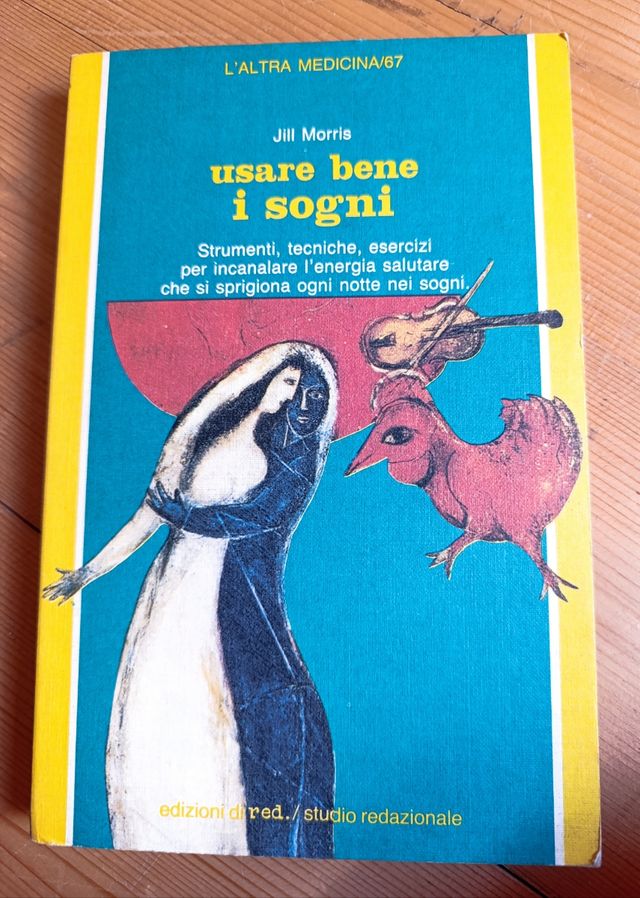 L'ALTRA MEDICINA/67
Jill Morris
usare bene
i sogni
Strumenti, tecniche, esercizi
per incanalare l'energia salutare
che si sprigiona ogni notte nei sogni.
edizioni di red./studio redazionale